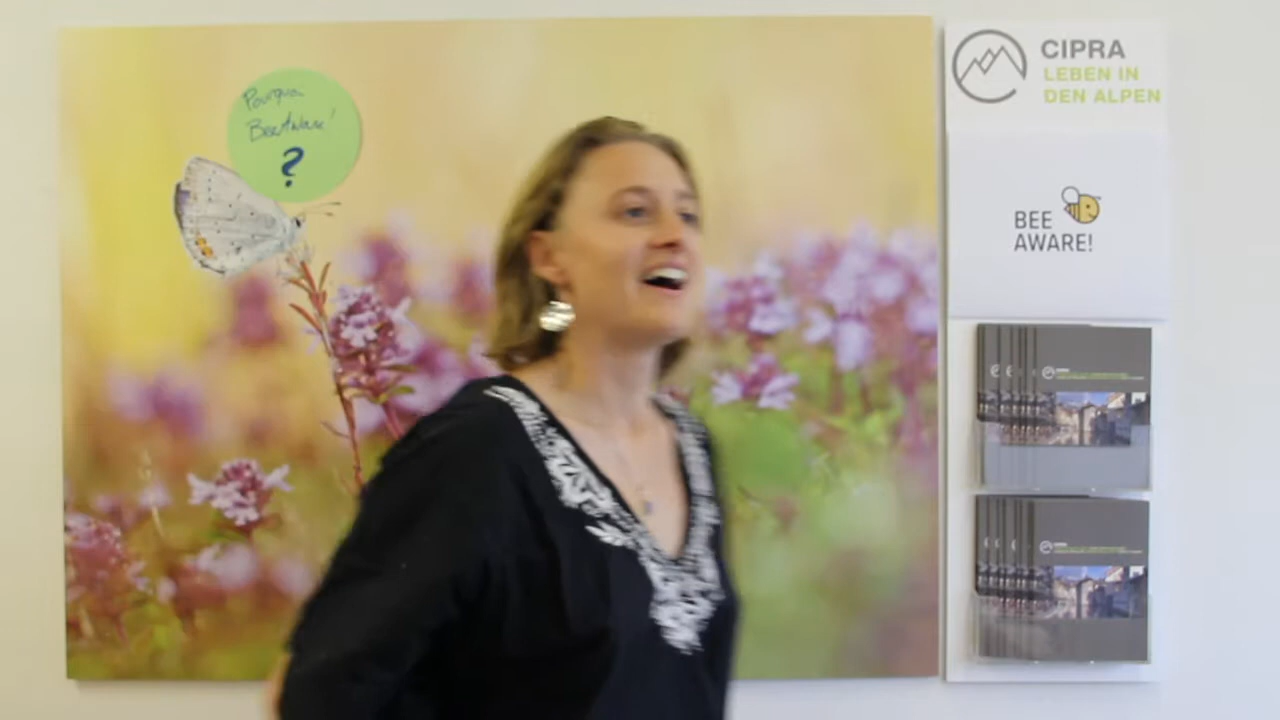 Pourquoi
BeeAware!
?
CIPRA
LEBEN IN
DEN ALPEN
BEE
AWARE!